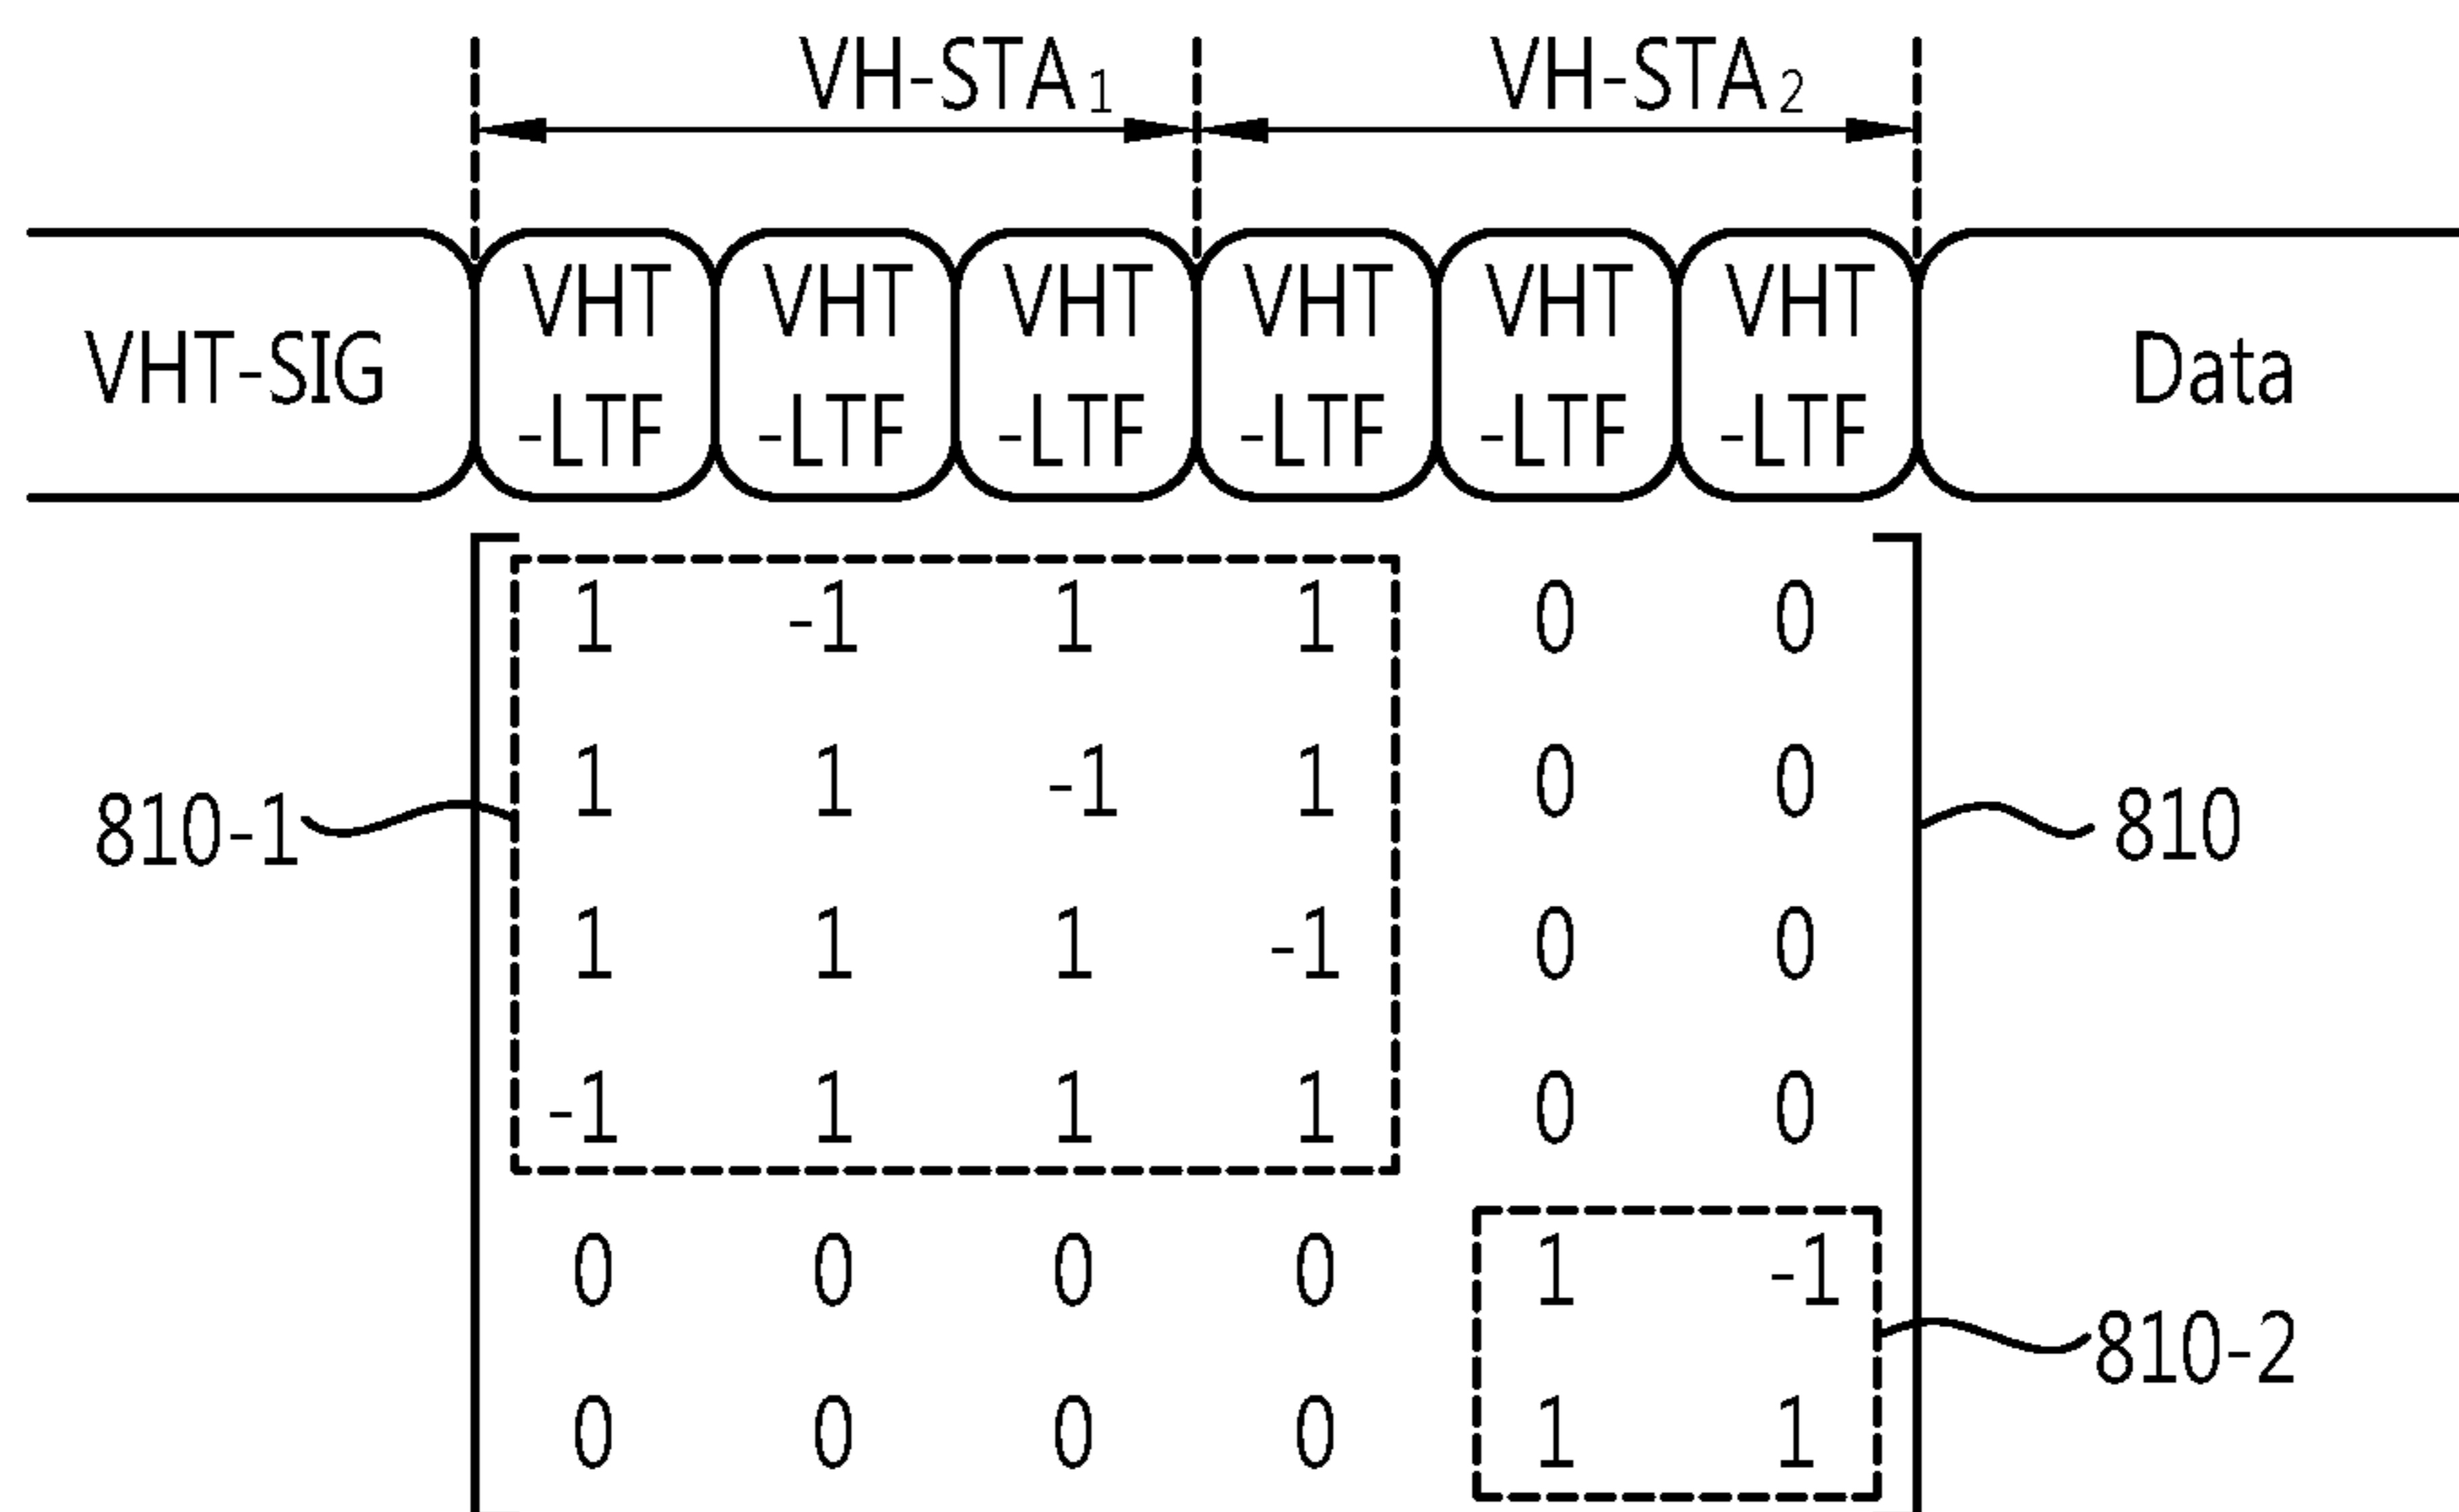 VH-STA1 VH-STA2
VHT-SIG VHT -LTF VHT -LTF VHT -LTF VHT -LTF VHT -LTF VHT -LTF Data
1 -1 1 1 0 0
1 1 -1 1 0 0
810-1 810
1 1 1 -1 0 0
-1 1 1 1 0 0
0 0 0 0 1 -1
810-2
0 0 0 0 1 1